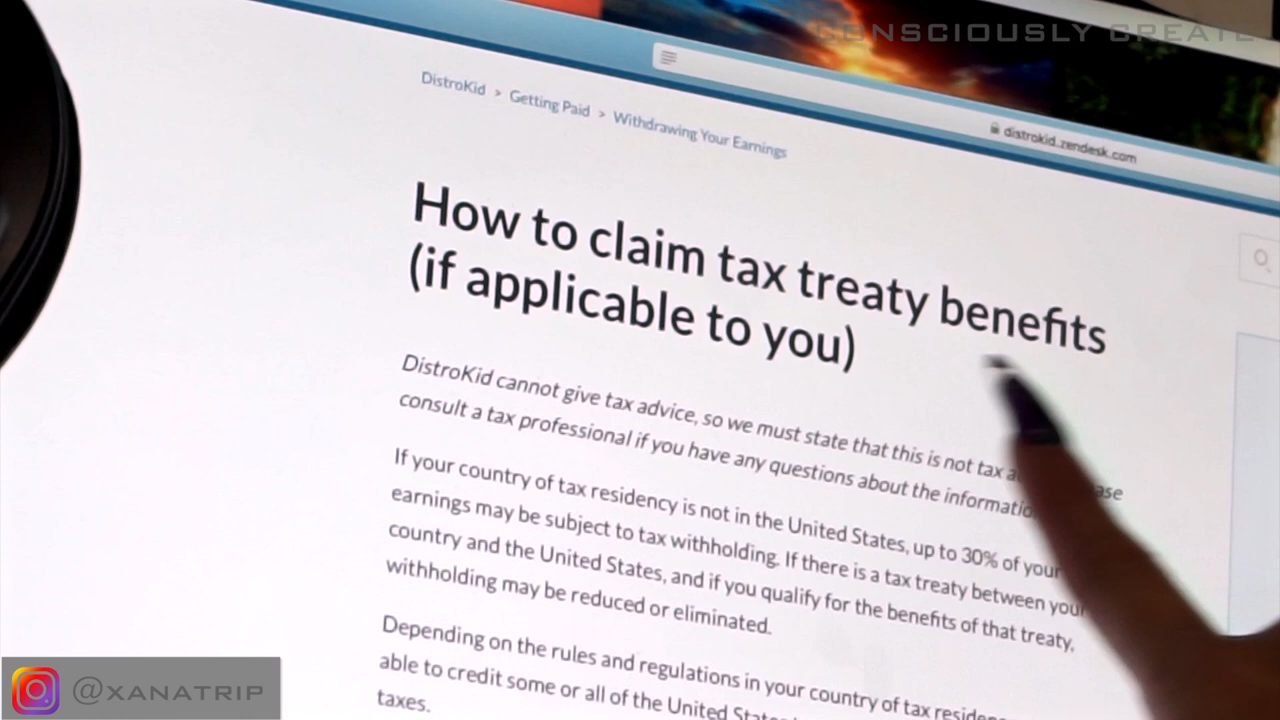 CONSCIOUSLY CREATE
distrokid.zendesk.com
DistroKid > Getting Paid > Withdrawing Your Earnings
How to claim tax treaty benefits
(if applicable to you)
DistroKid cannot give tax advice, so we must state that this is not tax
consult a tax professional if you have any questions about the
If your country of tax residency is not in the United States, up to 30% of your
earnings may be subject to tax withholding. If there is a tax treaty between your
country and the United States, and if you qualify for the benefits of that treaty,
withholding may be reduced or eliminated.
Depending on the rules and regulations in your country of tax
able to credit some or all of the United
taxes.
@XANATRIP